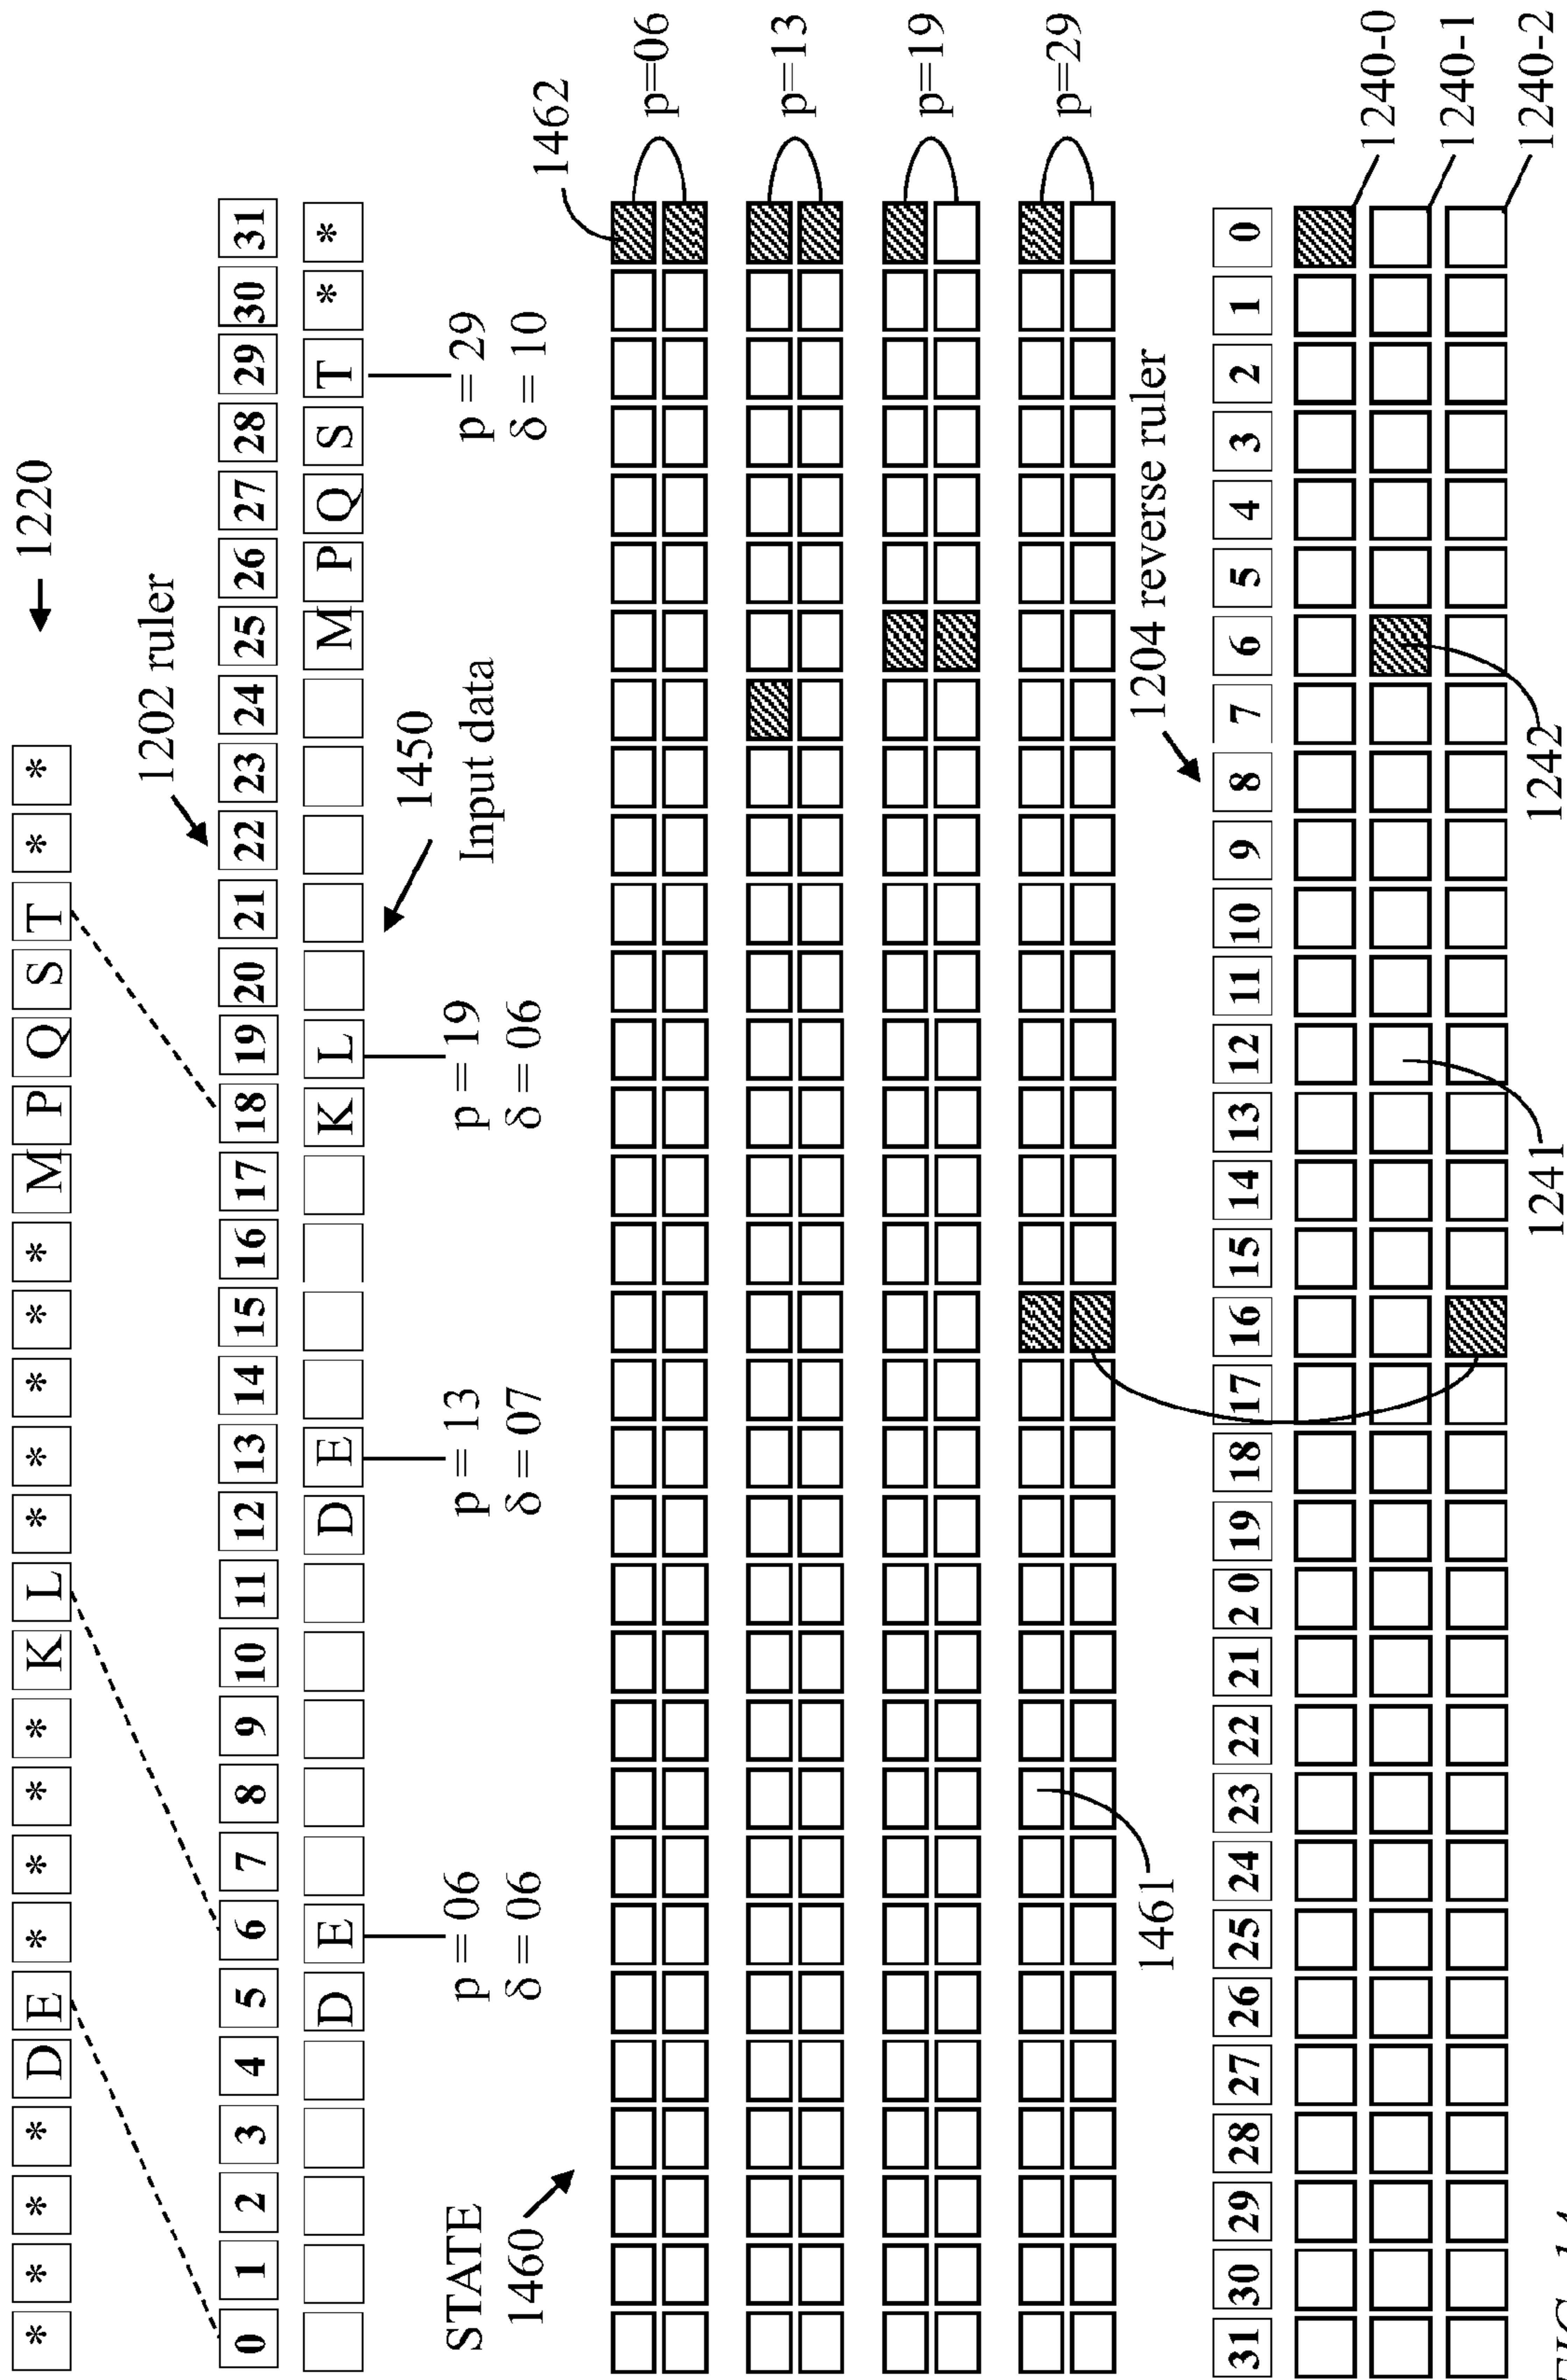 * * * * D E * * * * K L * * * * * M P Q S T * *
1220
1202 ruler
0 1 2 3 4 5 6 7 8 9 10 11 12 13 14 15 16 17 18 19 20 21 22 23 24 25 26 27 28 29 30 31
D E D E K L M P Q S T * *
1450
Input data
p = 06
δ = 06
p = 13
δ = 07
p = 19
δ = 06
p = 29
δ = 10
STATE
1460
1462
p=06
p=13
p=19
p=29
1461
1204 reverse ruler
31 30 29 28 27 26 25 24 23 22 21 2 0 19 18 17 16 15 14 13 12 11 10 9 8 7 6 5 4 3 2 1 0
1240-0
1240-1
1240-2
1241
1242
FIG. 14